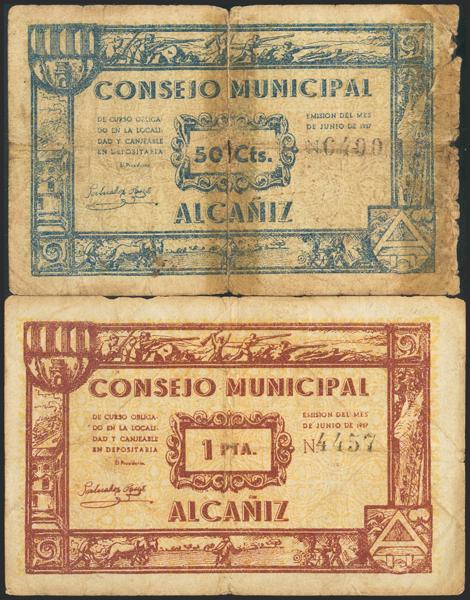 CONSEJO MUNICIPAL
DE CURSO OBLIGA-
DO EN LA LOCALI-
DAD Y CANJEABLE
EN DEPOSITARIA
El Presidente,
50 Cts.
EMISION DEL MES
DE JUNIO DE 1937
N 6400
ALCAÑIZ
CONSEJO MUNICIPAL
DE CURSO OBLIGA-
DO EN LA LOCALI-
DAD Y CANJEABLE
EN DEPOSITARIA
El Presidente,
1 PTA.
EMISION DEL MES
DE JUNIO DE 1937
N 4457
ALCAÑIZ